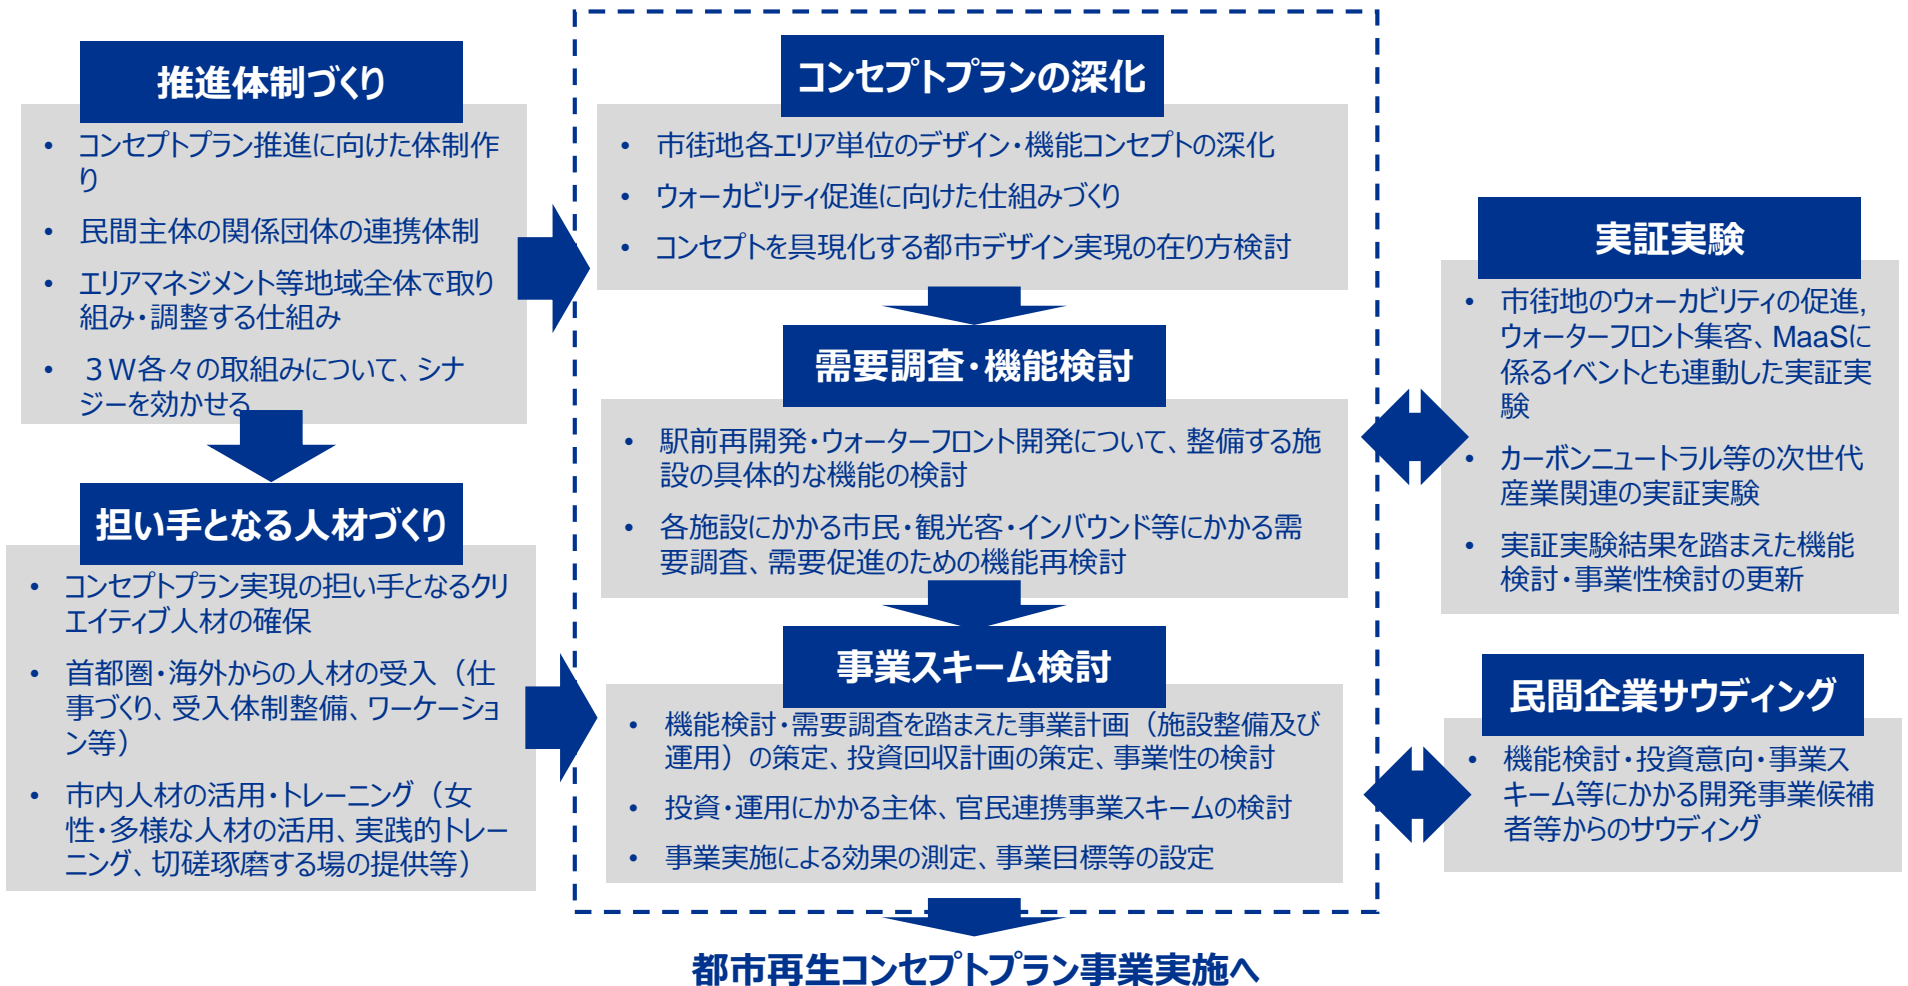 推進体制づくり
・ コンセプトプラン推進に向けた体制作
り
・ 民間主体の関係団体の連携体制
・ エリアマネジメント等地域全体で取り
組み・調整する仕組み
・ ３Ｗ各々の取組みについて、シナ
ジーを効かせる
担い手となる人材づくり
・ コンセプトプラン実現の担い手となるクリ
エイティブ人材の確保
・ 首都圏・海外からの人材の受入（仕
事づくり、受入体制整備、ワーケーショ
ン等）
・ 市内人材の活用・トレーニング（女
性・多様な人材の活用、実践的トレー
ニング、切磋琢磨する場の提供等）
コンセプトプランの深化
・ 市街地各エリア単位のデザイン・機能コンセプトの深化
・ ウォーカビリティ促進に向けた仕組みづくり
・ コンセプトを具現化する都市デザイン実現の在り方検討
需要調査・機能検討
・ 駅前再開発・ウォーターフロント開発について、整備する施
設の具体的な機能の検討
・ 各施設にかかる市民・観光客・インバウンド等にかかる需
要調査、需要促進のための機能再検討
事業スキーム検討
・ 機能検討・需要調査を踏まえた事業計画（施設整備及び
運用）の策定、投資回収計画の策定、事業性の検討
・ 投資・運用にかかる主体、官民連携事業スキームの検討
・ 事業実施による効果の測定、事業目標等の設定
都市再生コンセプトプラン事業実施へ
実証実験
・ 市街地のウォーカビリティの促進,
ウォーターフロント集客、MaaSに
係るイベントとも連動した実証実
験
・ カーボンニュートラル等の次世代
産業関連の実証実験
・ 実証実験結果を踏まえた機能
検討・事業性検討の更新
民間企業サウディング
・ 機能検討・投資意向・事業ス
キーム等にかかる開発事業候補
者等からのサウディング